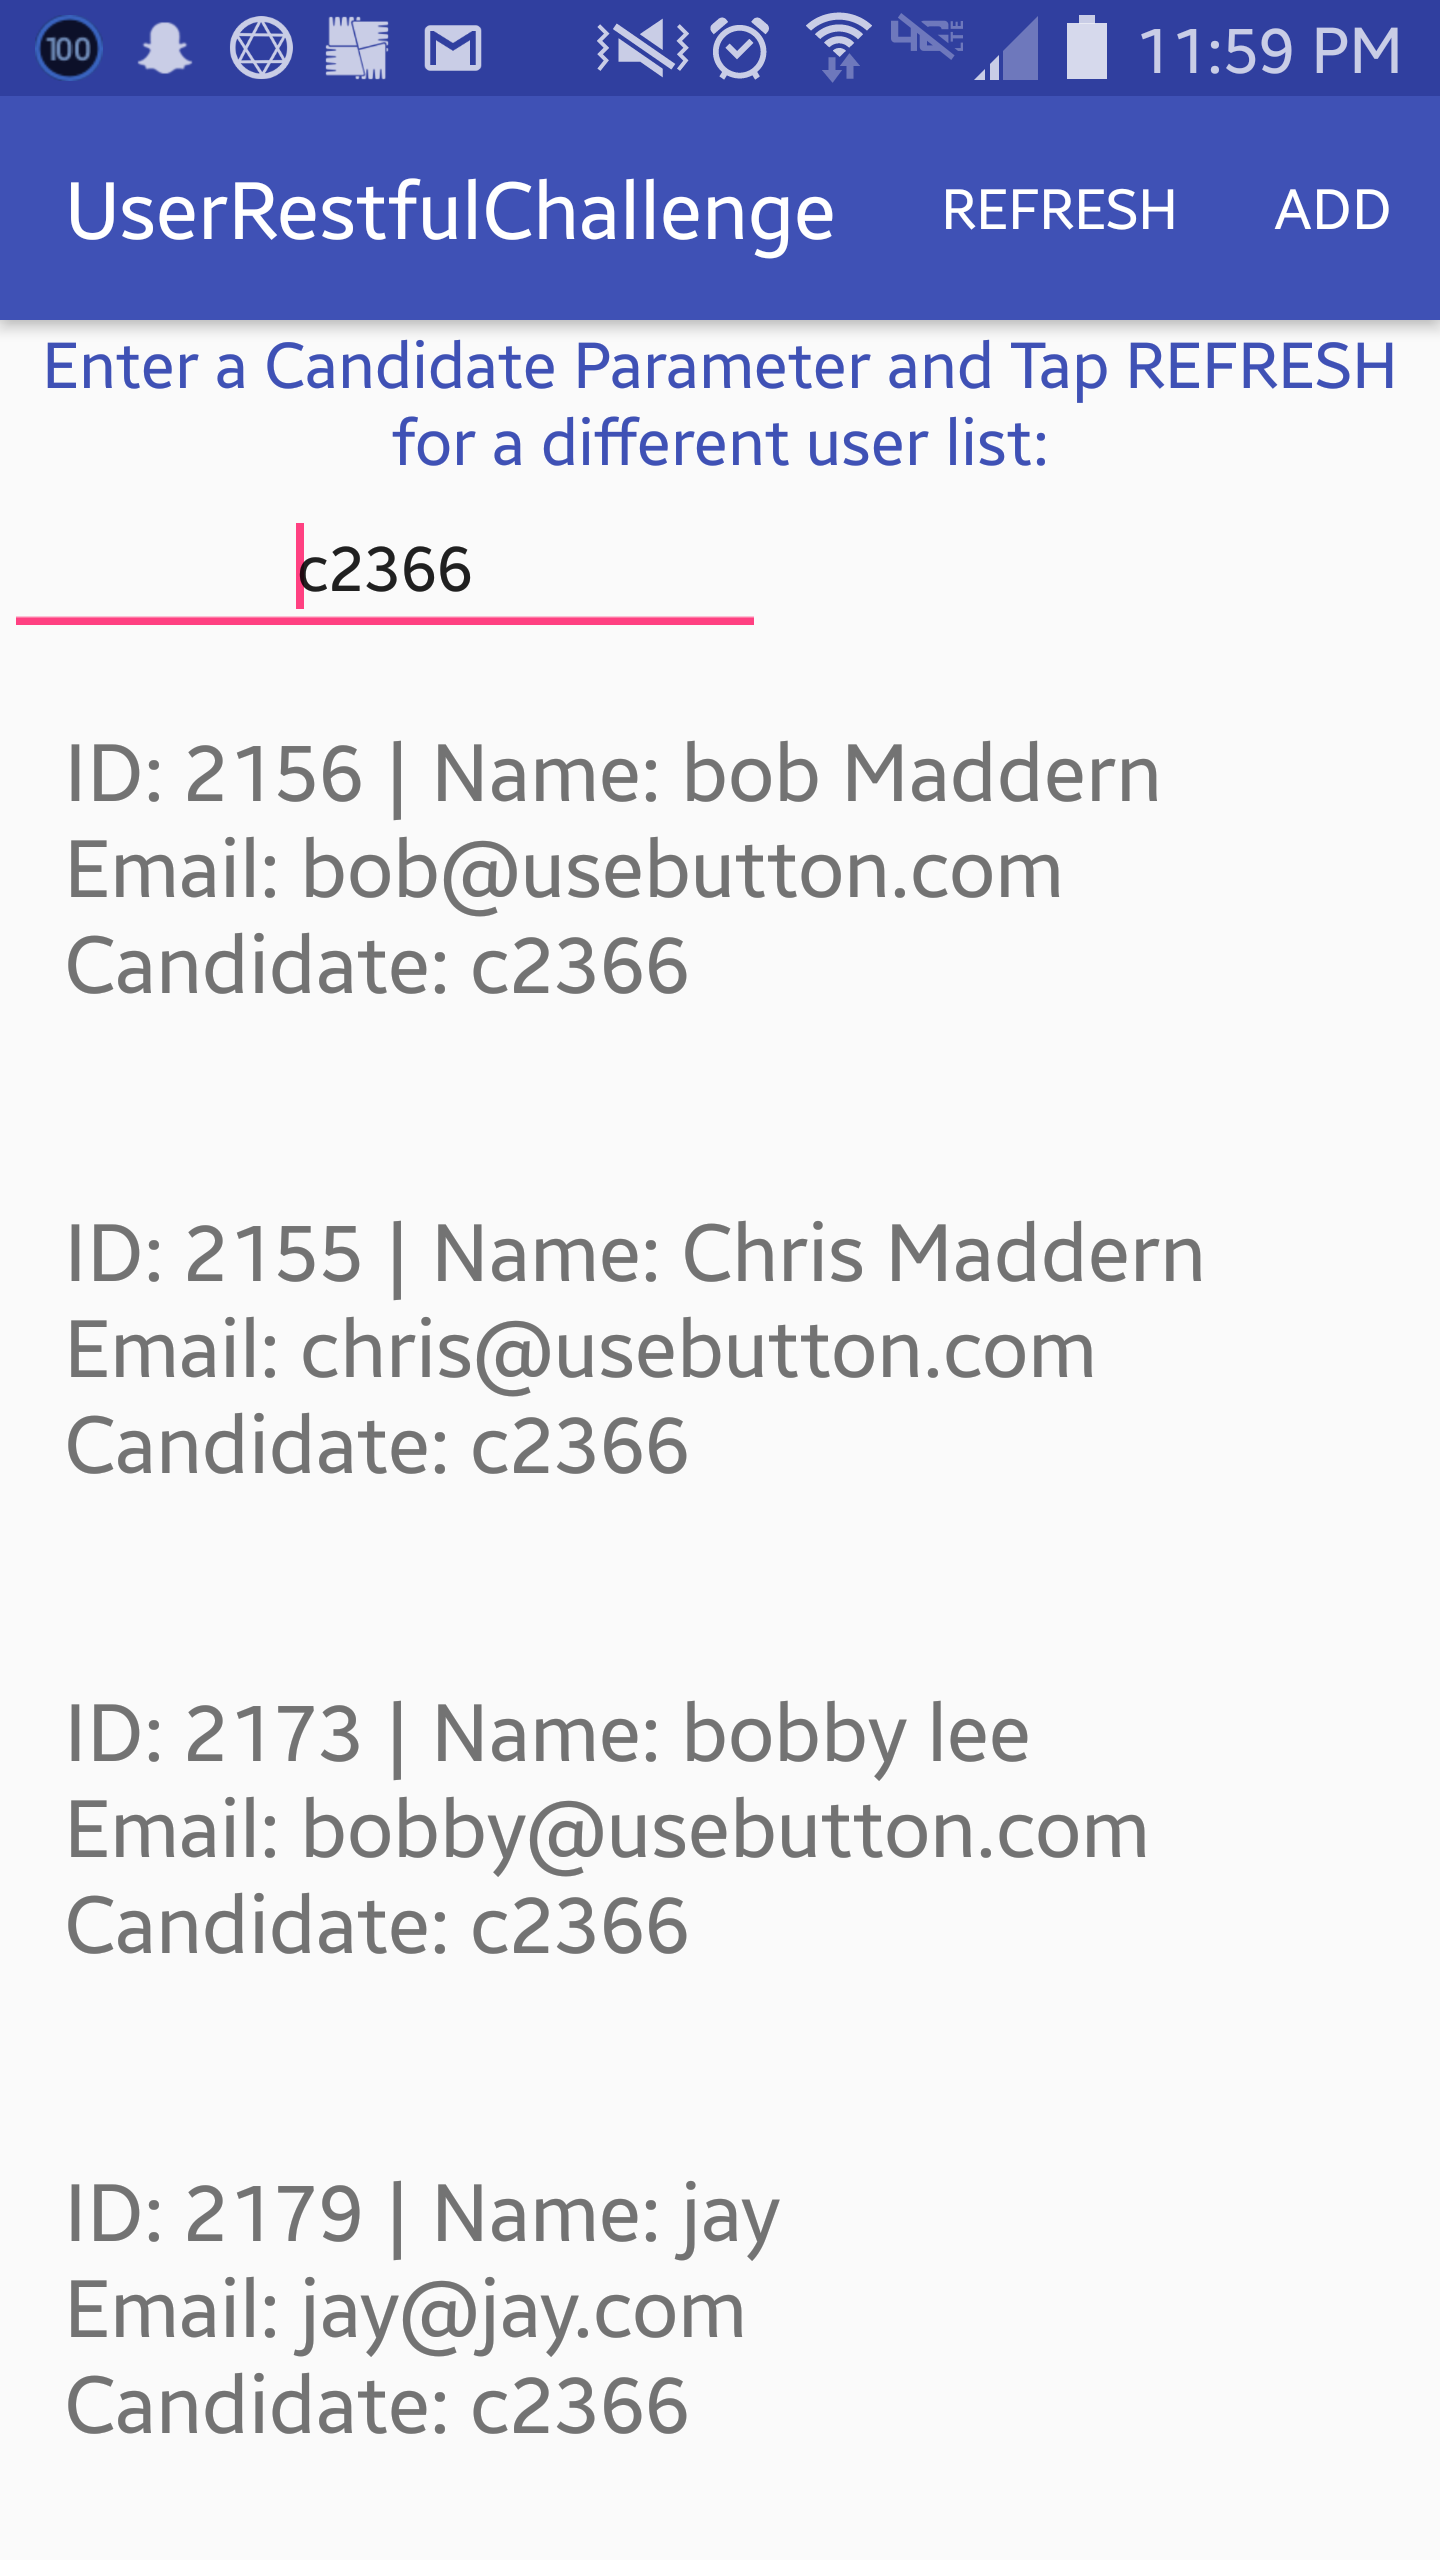 100 11:59 PM
UserRestfulChallenge REFRESH ADD
Enter a Candidate Parameter and Tap REFRESH
for a different user list:
c2366
ID: 2156 | Name: bob Maddern
Email: bob@usebutton.com
Candidate: c2366
ID: 2155 | Name: Chris Maddern
Email: chris@usebutton.com
Candidate: c2366
ID: 2173 | Name: bobby lee
Email: bobby@usebutton.com
Candidate: c2366
ID: 2179 | Name: jay
Email: jay@jay.com
Candidate: c2366